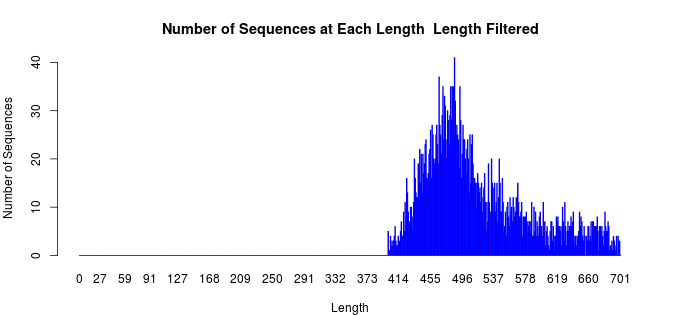 Number of Sequences at Each Length  Length Filtered
Number of Sequences
40
30
20
10
0
0 27 59 91 127 168 209 250 291 332 373 414 455 496 537 578 619 660 701
Length